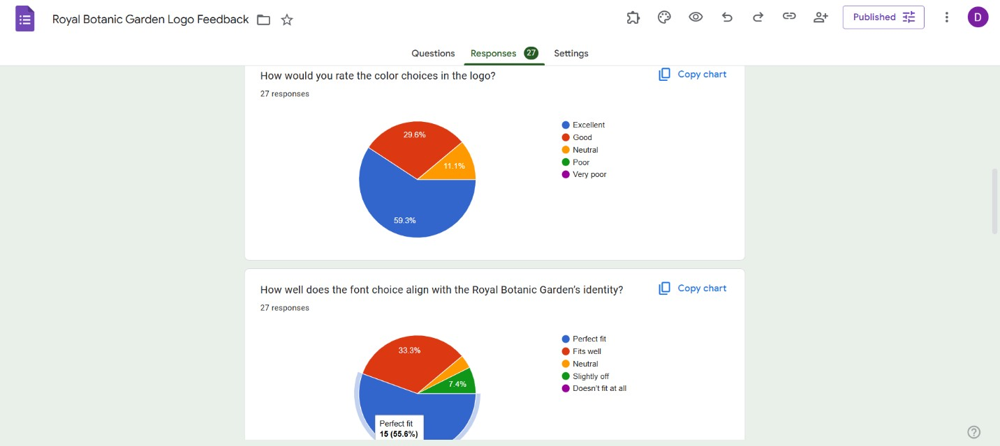 Royal Botanic Garden Logo Feedback
Published
D
Questions
Responses 27
Settings
How would you rate the color choices in the logo?
Copy chart
27 responses
29.6%
11.1%
59.3%
Excellent
Good
Neutral
Poor
Very poor
How well does the font choice align with the Royal Botanic Garden's identity?
Copy chart
27 responses
33.3%
7.4%
Perfect fit
15 (55.6%)
Perfect fit
Fits well
Neutral
Slightly off
Doesn't fit at all